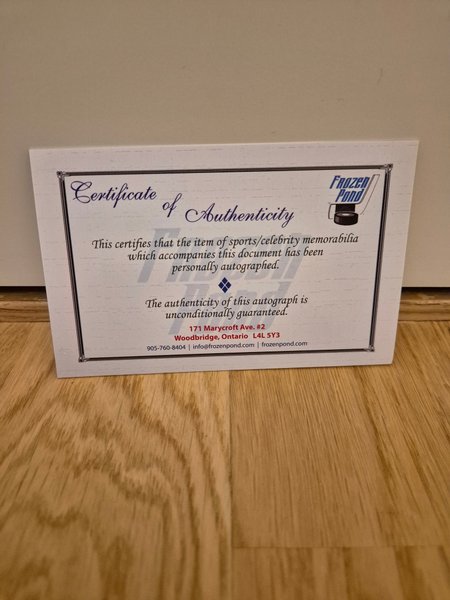 Certificate of Authenticity
Frozen
Pond
This certifies that the item of sports/celebrity memorabilia
which accompanies this document has been
personally autographed.
Frozen
Pond
The authenticity of this autograph is
unconditionally guaranteed.
171 Marycroft Ave. #2
Woodbridge, Ontario L4L 5Y3
905-760-8404 | info@frozenpond.com | frozenpond.com